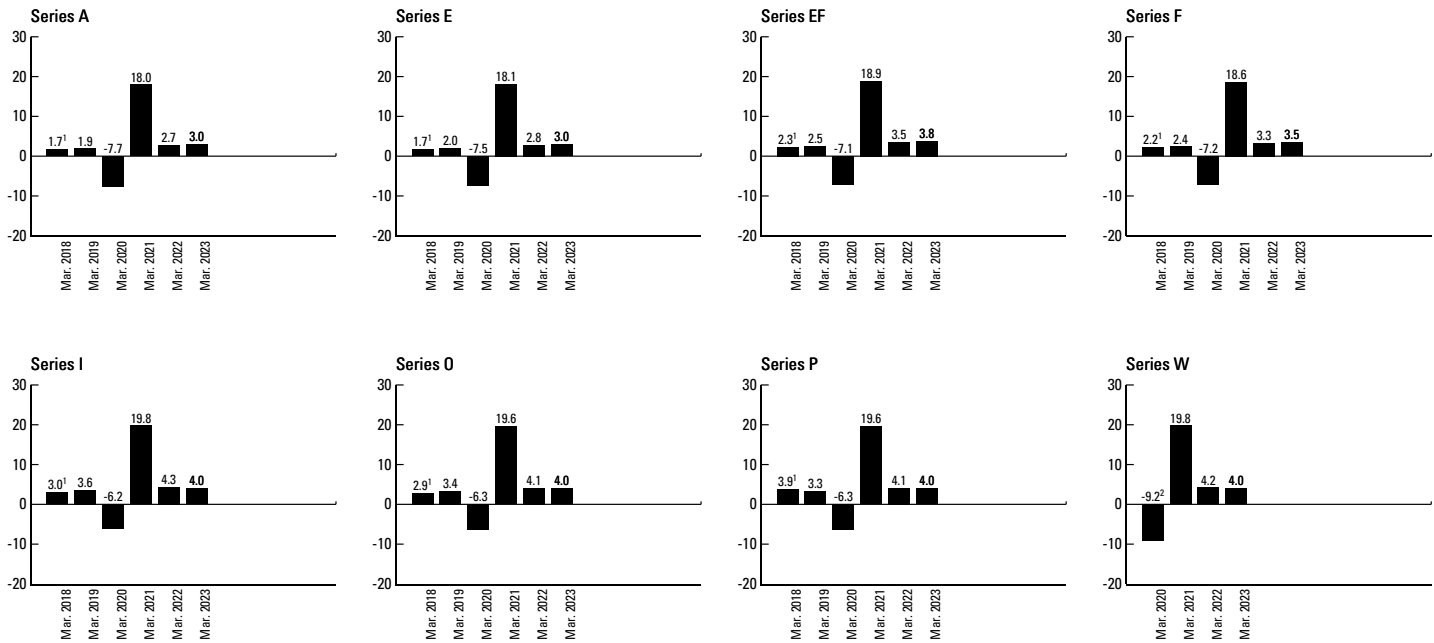 Series A
30
20
10
0
-10
-20
1.7¹
1.9
-7.7
18.0
2.7
3.0
Mar. 2018
Mar. 2019
Mar. 2020
Mar. 2021
Mar. 2022
Mar. 2023
Series E
30
20
10
0
-10
-20
1.7¹
2.0
-7.5
18.1
2.8
3.0
Mar. 2018
Mar. 2019
Mar. 2020
Mar. 2021
Mar. 2022
Mar. 2023
Series EF
30
20
10
0
-10
-20
2.3¹
2.5
-7.1
18.9
3.5
3.8
Mar. 2018
Mar. 2019
Mar. 2020
Mar. 2021
Mar. 2022
Mar. 2023
Series F
30
20
10
0
-10
-20
2.2¹
2.4
-7.2
18.6
3.3
3.5
Mar. 2018
Mar. 2019
Mar. 2020
Mar. 2021
Mar. 2022
Mar. 2023
Series I
30
20
10
0
-10
-20
3.0¹
3.6
-6.2
19.8
4.3
4.0
Mar. 2018
Mar. 2019
Mar. 2020
Mar. 2021
Mar. 2022
Mar. 2023
Series O
30
20
10
0
-10
-20
2.9¹
3.4
-6.3
19.6
4.1
4.0
Mar. 2018
Mar. 2019
Mar. 2020
Mar. 2021
Mar. 2022
Mar. 2023
Series P
30
20
10
0
-10
-20
3.9¹
3.3
-6.3
19.6
4.1
4.0
Mar. 2018
Mar. 2019
Mar. 2020
Mar. 2021
Mar. 2022
Mar. 2023
Series W
30
20
10
0
-10
-20
-9.2²
19.8
4.2
4.0
Mar. 2020
Mar. 2021
Mar. 2022
Mar. 2023